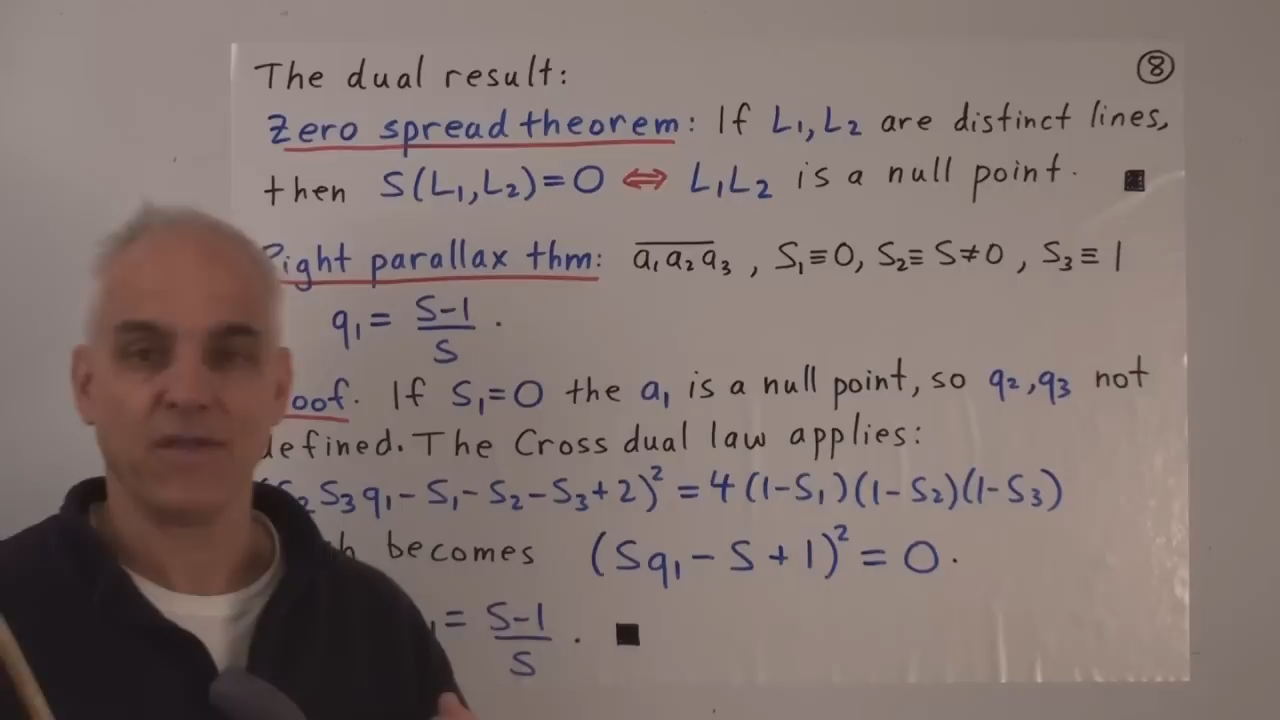 The dual result: ⑧
Zero spread theorem: If L₁, L₂ are distinct lines,
then S(L₁,L₂)=0 ⇔ L₁L₂ is a null point. ■
ight parallax thm: a₁a₂a₃, S₁≡0, S₂≡S≠0, S₃≡1
q₁ = (S-1)/S.
oof. If S₁=0 the a₁ is a null point, so q₂,q₃ not
efined. The Cross dual law applies:
S₂S₃q₁-S₁-S₂-S₃+2)² = 4(1-S₁)(1-S₂)(1-S₃)
h becomes (Sq₁-S+1)² = 0.
₁ = (S-1)/S. ■